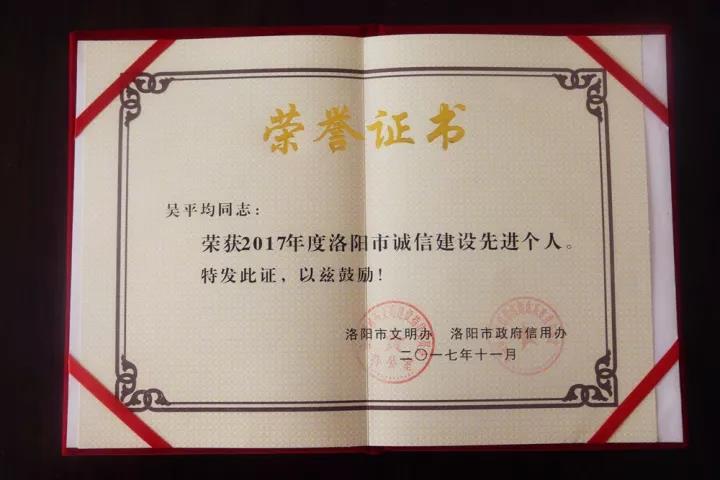 荣誉证书
吴平均同志：
荣获2017年度洛阳市诚信建设先进个人。
特发此证，以兹鼓励！
洛阳市文明办 洛阳市政府信用办
二〇一七年十一月
办公室